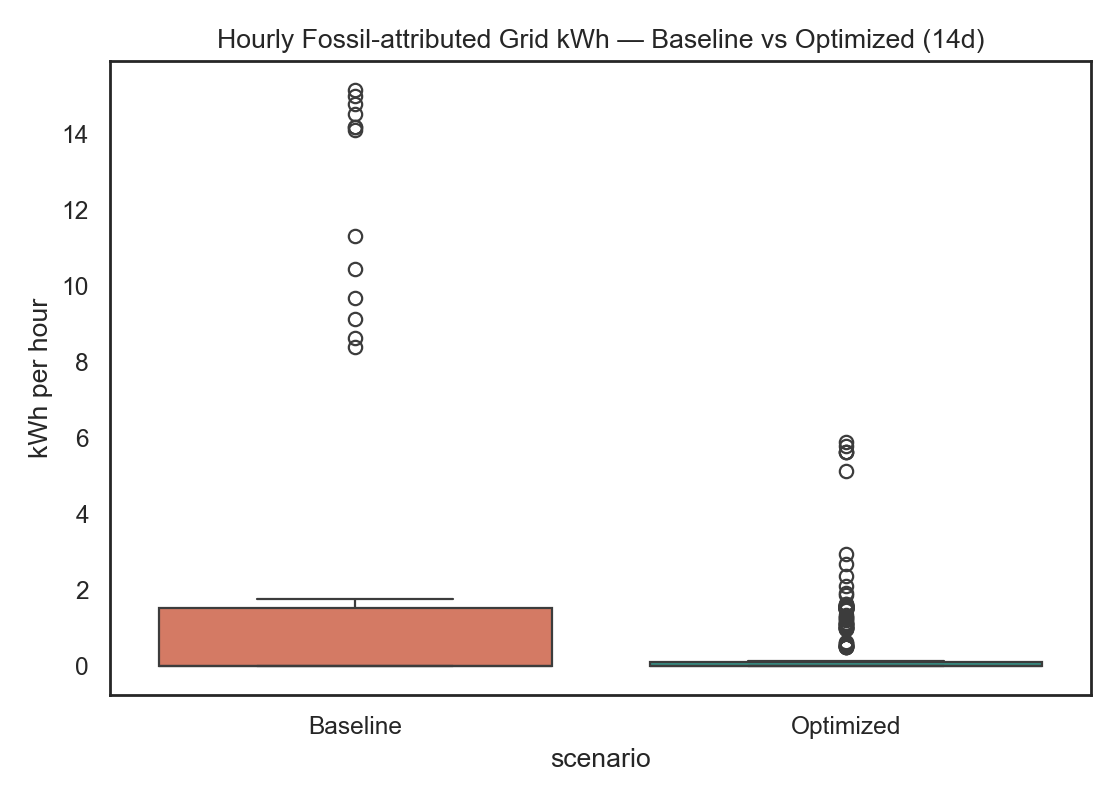 Hourly Fossil-attributed Grid kWh — Baseline vs Optimized (14d)
kWh per hour
14
12
10
8
6
4
2
0
Baseline
Optimized
scenario